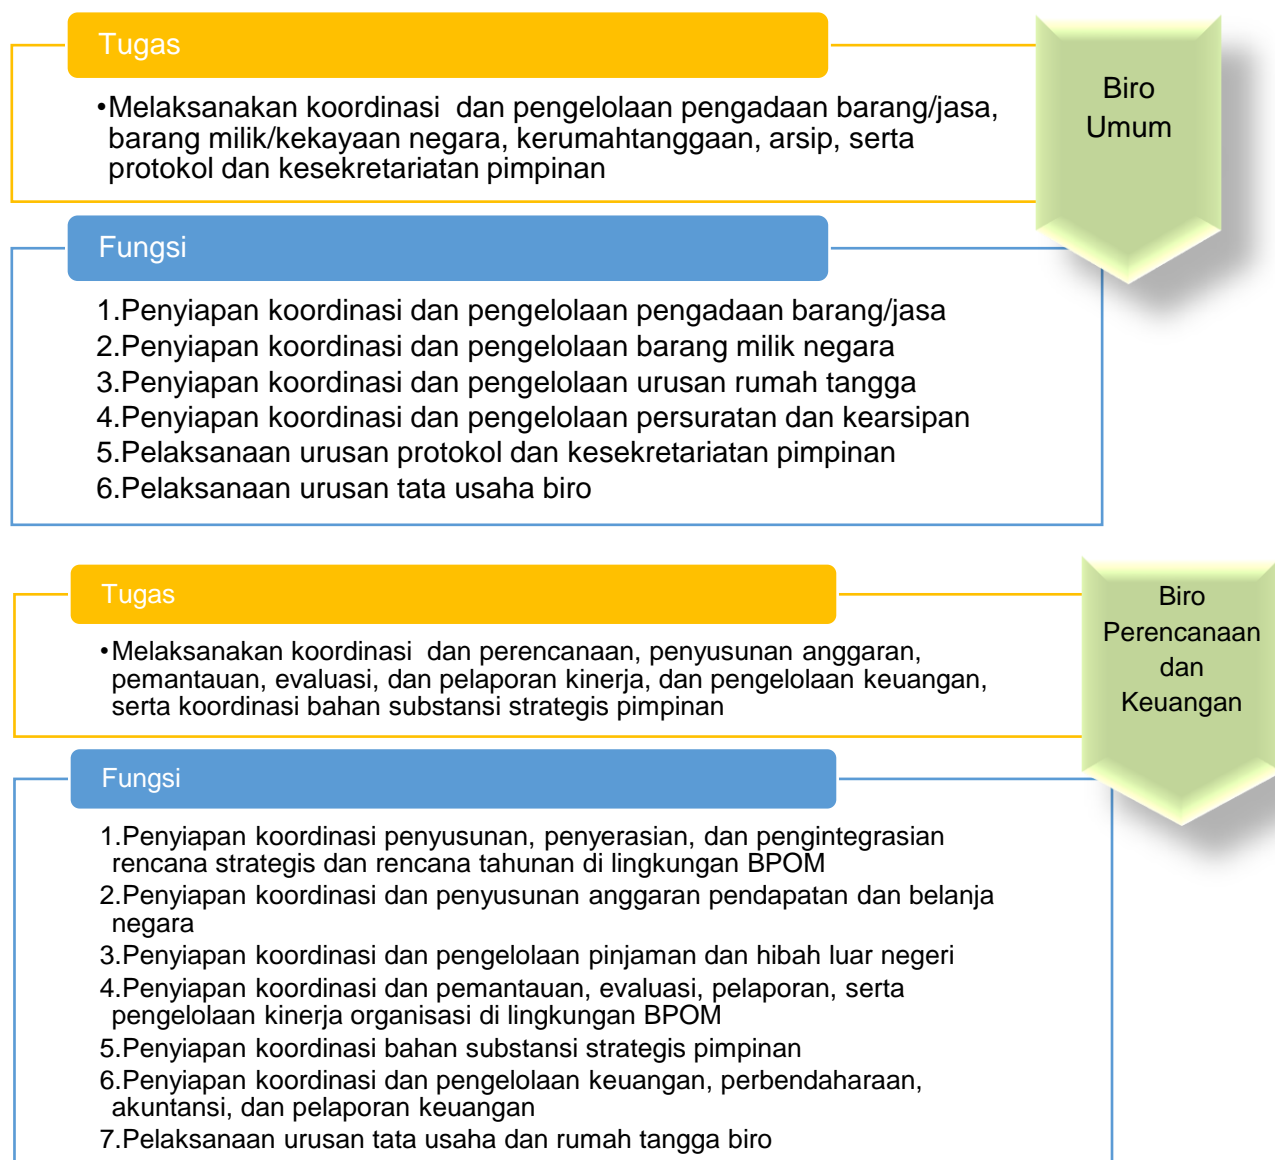 Tugas
•Melaksanakan koordinasi  dan pengelolaan pengadaan barang/jasa,
barang milik/kekayaan negara, kerumahtanggaan, arsip, serta
protokol dan kesekretariatan pimpinan
Biro
Umum
Fungsi
1.Penyiapan koordinasi dan pengelolaan pengadaan barang/jasa
2.Penyiapan koordinasi dan pengelolaan barang milik negara
3.Penyiapan koordinasi dan pengelolaan urusan rumah tangga
4.Penyiapan koordinasi dan pengelolaan persuratan dan kearsipan
5.Pelaksanaan urusan protokol dan kesekretariatan pimpinan
6.Pelaksanaan urusan tata usaha biro
Tugas
•Melaksanakan koordinasi  dan perencanaan, penyusunan anggaran,
pemantauan, evaluasi, dan pelaporan kinerja, dan pengelolaan keuangan,
serta koordinasi bahan substansi strategis pimpinan
Biro
Perencanaan
dan
Keuangan
Fungsi
1.Penyiapan koordinasi penyusunan, penyerasian, dan pengintegrasian
rencana strategis dan rencana tahunan di lingkungan BPOM
2.Penyiapan koordinasi dan penyusunan anggaran pendapatan dan belanja
negara
3.Penyiapan koordinasi dan pengelolaan pinjaman dan hibah luar negeri
4.Penyiapan koordinasi dan pemantauan, evaluasi, pelaporan, serta
pengelolaan kinerja organisasi di lingkungan BPOM
5.Penyiapan koordinasi bahan substansi strategis pimpinan
6.Penyiapan koordinasi dan pengelolaan keuangan, perbendaharaan,
akuntansi, dan pelaporan keuangan
7.Pelaksanaan urusan tata usaha dan rumah tangga biro